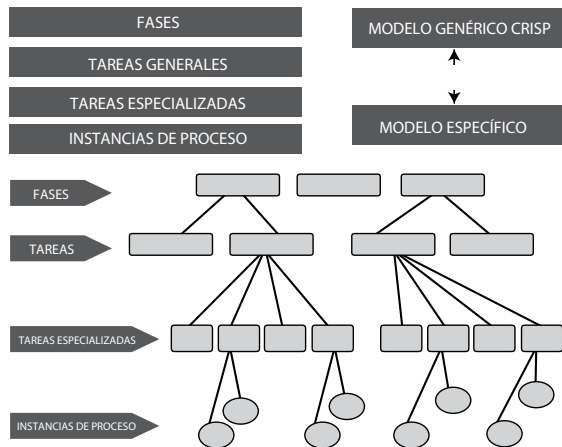 FASES
TAREAS GENERALES
TAREAS ESPECIALIZADAS
INSTANCIAS DE PROCESO
MODELO GENÉRICO CRISP
MODELO ESPECÍFICO
FASES
TAREAS
TAREAS ESPECIALIZADAS
INSTANCIAS DE PROCESO